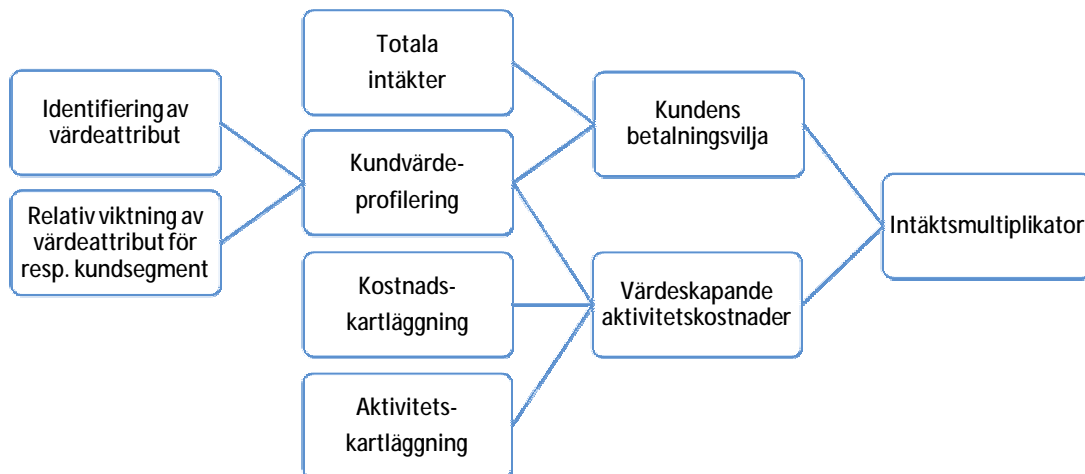 Identifiering av
värdeattribut
Relativ viktning av
värdeattribut för
resp. kundsegment
Totala
intäkter
Kundvärde-
profilering
Kostnads-
kartläggning
Aktivitets-
kartläggning
Kundens
betalningsvilja
Värdeskapande
aktivitetskostnader
Intäktsmultiplikator